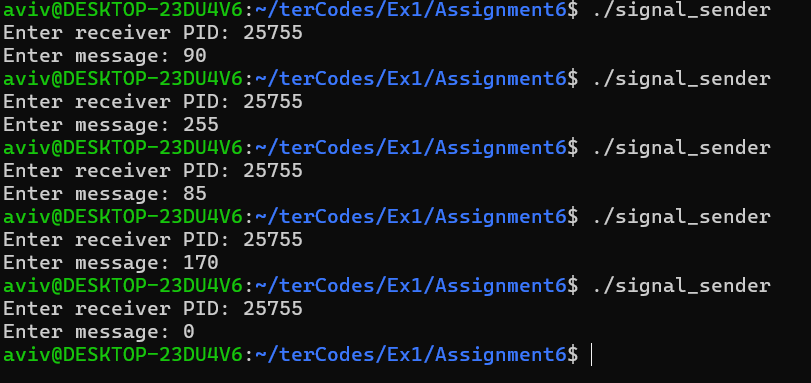 aviv@DESKTOP-23DU4V6:~/terCodes/Ex1/Assignment6$ ./signal_sender
Enter receiver PID: 25755
Enter message: 90
aviv@DESKTOP-23DU4V6:~/terCodes/Ex1/Assignment6$ ./signal_sender
Enter receiver PID: 25755
Enter message: 255
aviv@DESKTOP-23DU4V6:~/terCodes/Ex1/Assignment6$ ./signal_sender
Enter receiver PID: 25755
Enter message: 85
aviv@DESKTOP-23DU4V6:~/terCodes/Ex1/Assignment6$ ./signal_sender
Enter receiver PID: 25755
Enter message: 170
aviv@DESKTOP-23DU4V6:~/terCodes/Ex1/Assignment6$ ./signal_sender
Enter receiver PID: 25755
Enter message: 0
aviv@DESKTOP-23DU4V6:~/terCodes/Ex1/Assignment6$